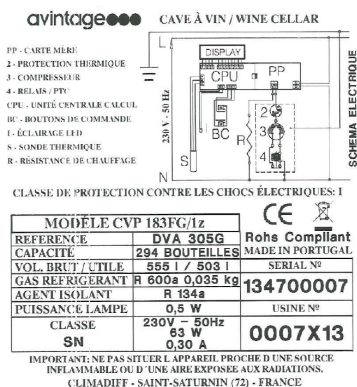 avintage
CAVE À VIN / WINE CELLAR
PP - CARTE MÈRE
2 - PROTECTION THERMIQUE
3 - COMPRESSEUR
4 - RELAIS / PTC
CPU - UNITÉ CENTRALE CALCUL
BC - BOUTONS DE COMMANDE
I - ÉCLAIRAGE LED
S - SONDE THERMIQUE
R - RÉSISTANCE DE CHAUFFAGE
L
230 V - 50 Hz
N
DISPLAY
CPU
PP
BC
S
R
2
3
4
SCHEMA ELECTRIQUE
CLASSE DE PROTECTION CONTRE LES CHOCS ÉLECTRIQUES: I
MODÈLE CVP 183FG/1z
REFERENCE DVA 305G
CAPACITÉ 294 BOUTEILLES
VOL. BRUT / UTILE 555 l / 503 l
GAS REFRIGERANT R 600a 0,035 kg
AGENT ISOLANT R 134a
PUISSANCE LAMPE 0,5 W
CLASSE SN
230V - 50Hz
63 W
0,30 A
CE
Rohs Compliant
MADE IN PORTUGAL
SERIAL Nº
134700007
USINE Nº
0007X13
IMPORTANT: NE PAS SITUER L APPAREIL PROCHE D UNE SOURCE
INFLAMMABLE OU D´UNE AIRE EXPOSEE AUX RADIATIONS.
CLIMADIFF - SAINT-SATURNIN (72) - FRANCE